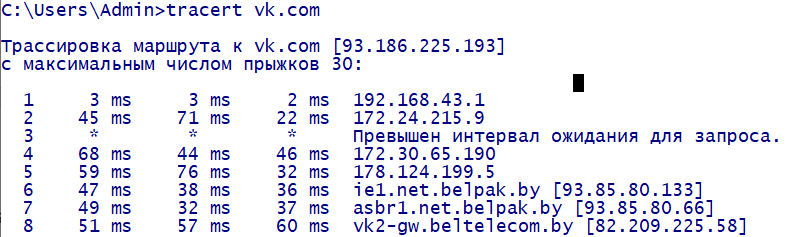 C:\Users\Admin>tracert vk.com
Трассировка маршрута к vk.com [93.186.225.193]
с максимальным числом прыжков 30:
1 3 ms 3 ms 2 ms 192.168.43.1
2 45 ms 71 ms 22 ms 172.24.215.9
3 * * * Превышен интервал ожидания для запроса.
4 68 ms 44 ms 46 ms 172.30.65.190
5 59 ms 76 ms 32 ms 178.124.199.5
6 47 ms 38 ms 36 ms ie1.net.belpak.by [93.85.80.133]
7 49 ms 32 ms 37 ms asbr1.net.belpak.by [93.85.80.66]
8 51 ms 57 ms 60 ms vk2-gw.beltelecom.by [82.209.225.58]